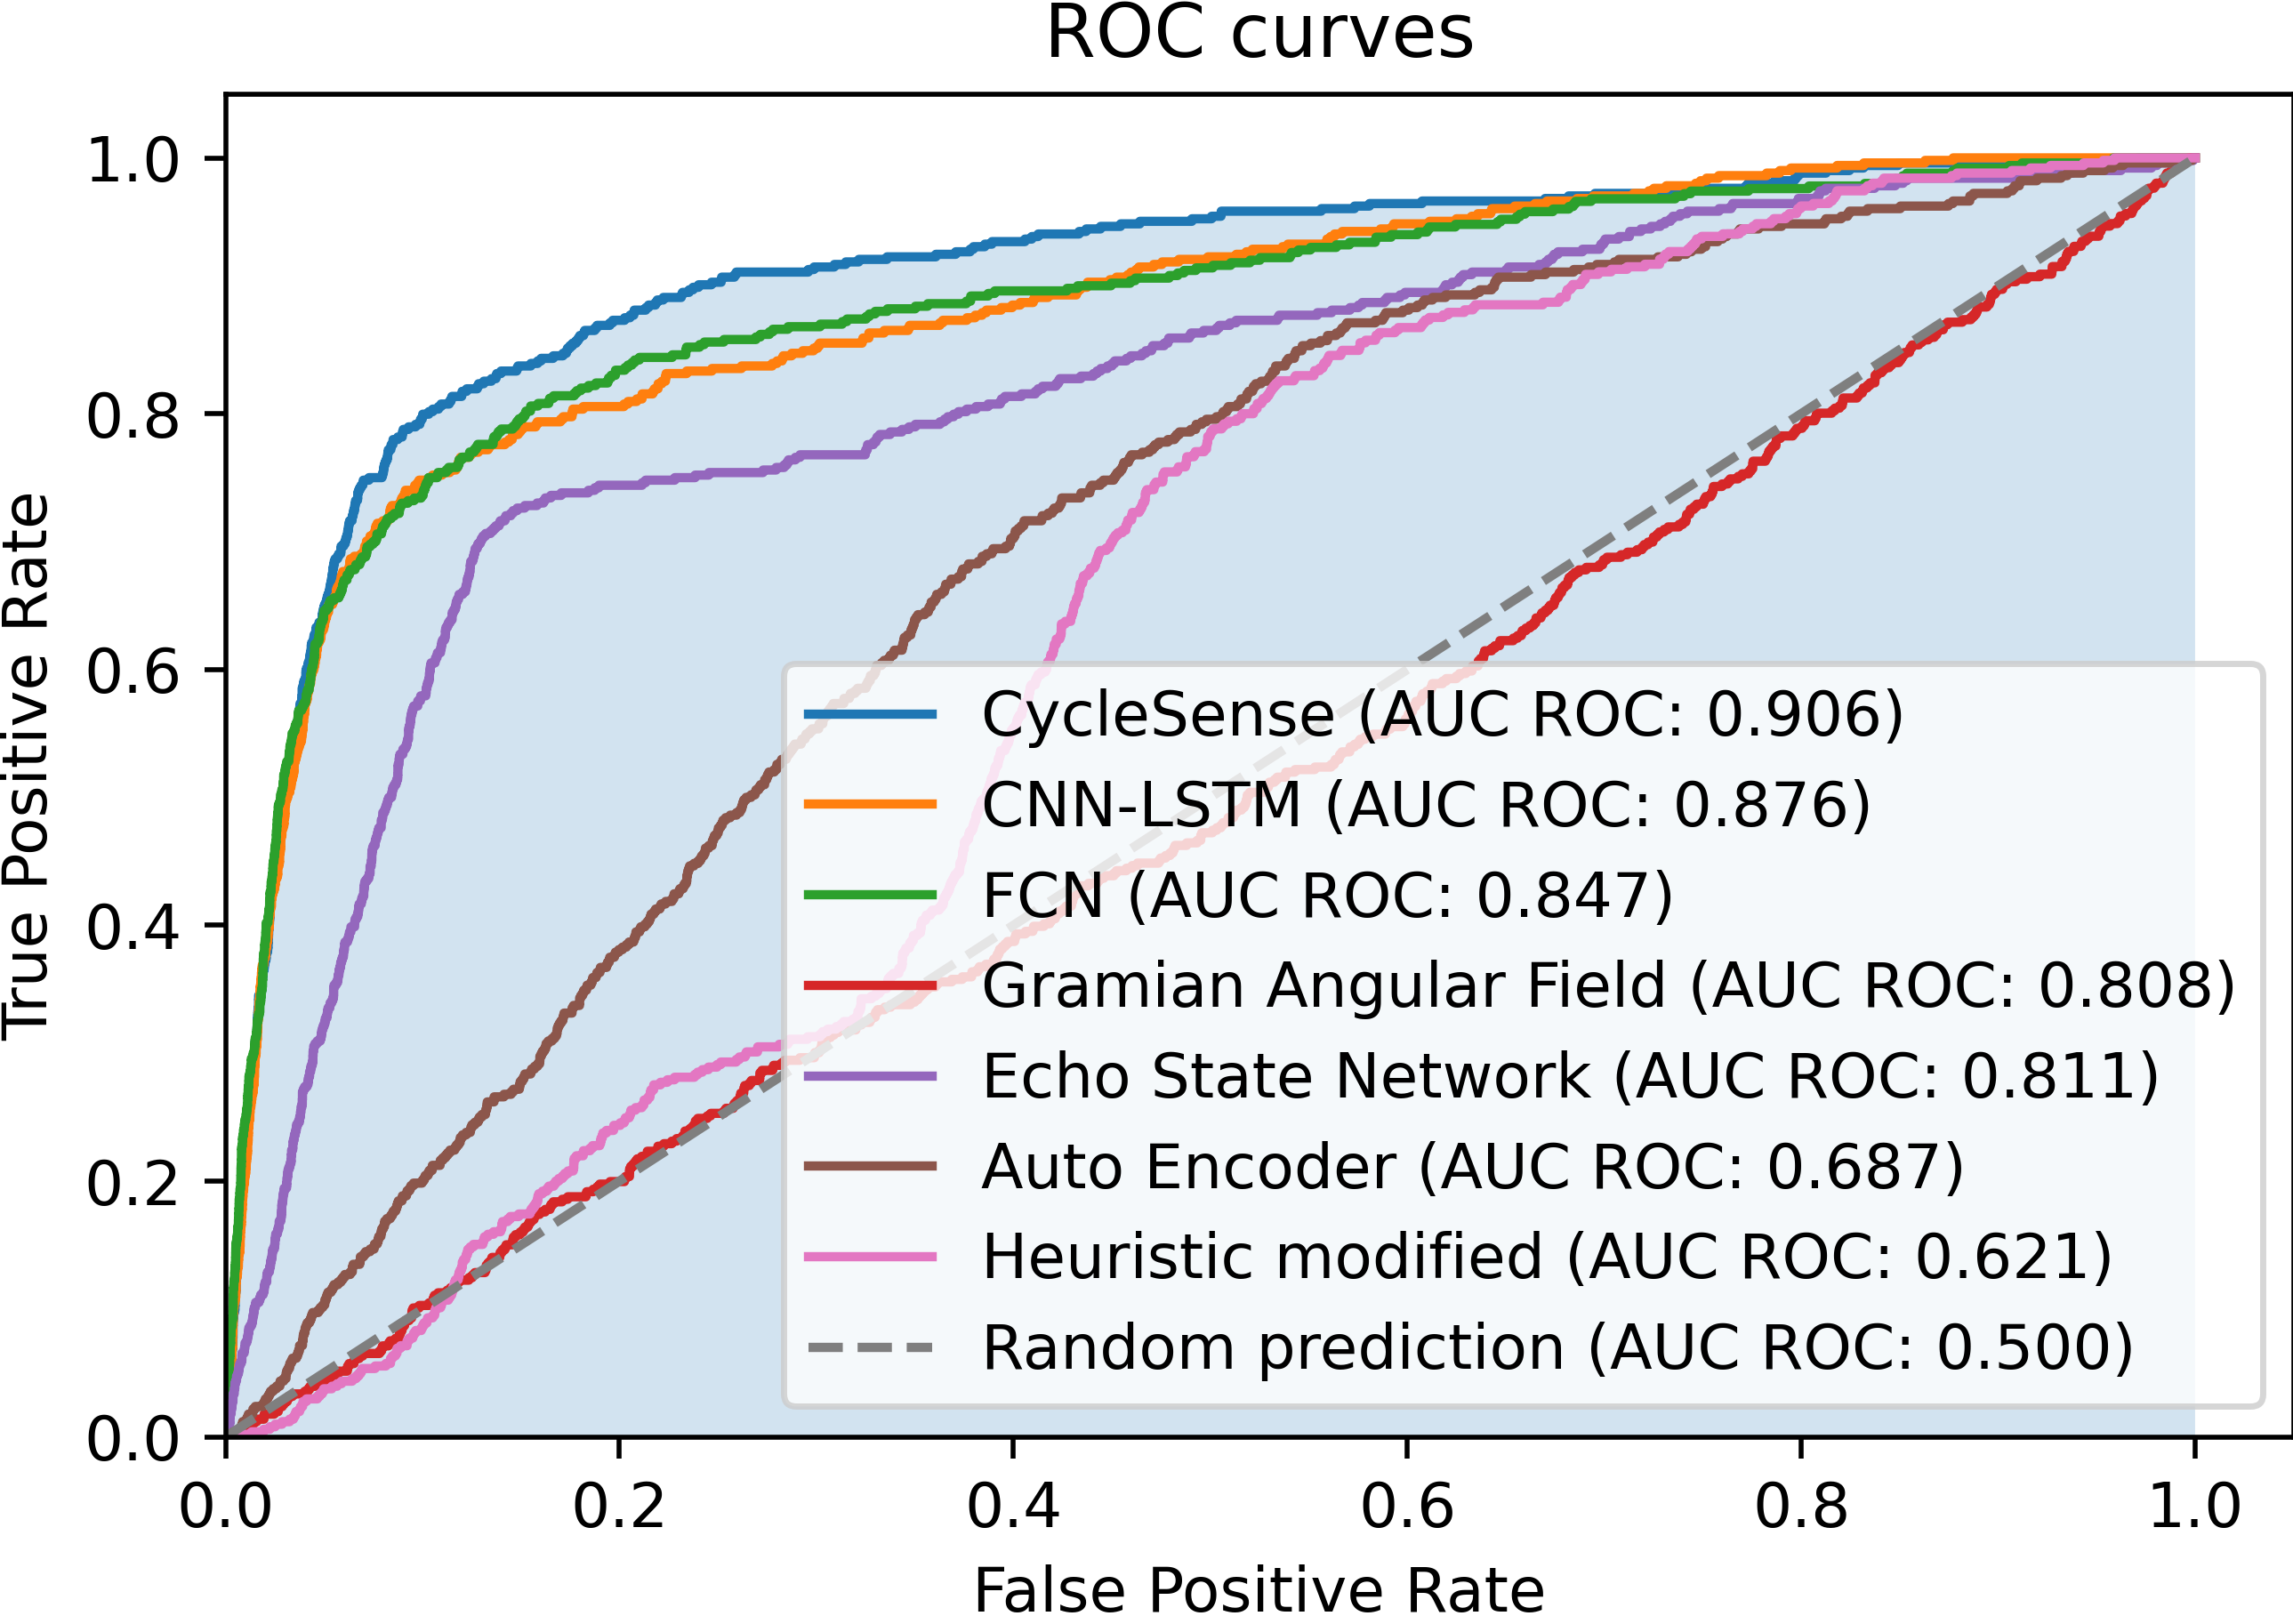 ROC curves
True Positive Rate
1.0
0.8
0.6
0.4
0.2
0.0
CycleSense (AUC ROC: 0.906)
CNN-LSTM (AUC ROC: 0.876)
FCN (AUC ROC: 0.847)
Gramian Angular Field (AUC ROC: 0.808)
Echo State Network (AUC ROC: 0.811)
Auto Encoder (AUC ROC: 0.687)
Heuristic modified (AUC ROC: 0.621)
Random prediction (AUC ROC: 0.500)
0.0 0.2 0.4 0.6 0.8 1.0
False Positive Rate